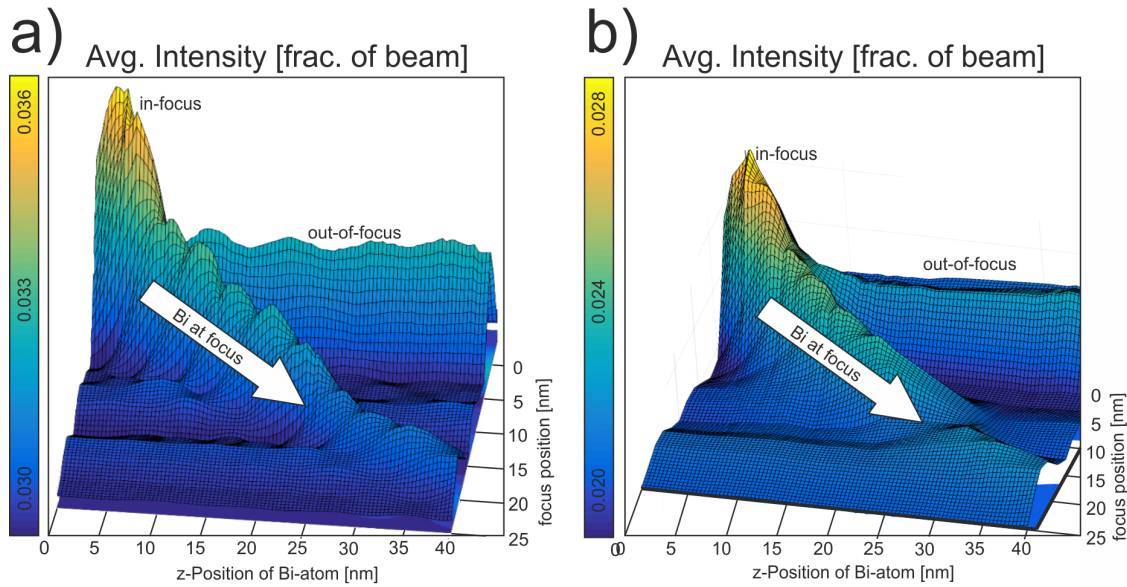 a)
Avg. Intensity [frac. of beam]
0.036
0.033
0.030
in-focus
out-of-focus
Bi at focus
0
5
10
15
20
25
focus position [nm]
0 5 10 15 20 25 30 35 40
z-Position of Bi-atom [nm]
b)
Avg. Intensity [frac. of beam]
0.028
0.024
0.020
in-focus
out-of-focus
Bi at focus
0
5
10
15
20
25
focus position [nm]
0 0 5 10 15 20 25 30 35 40
z-Position of Bi-atom [nm]